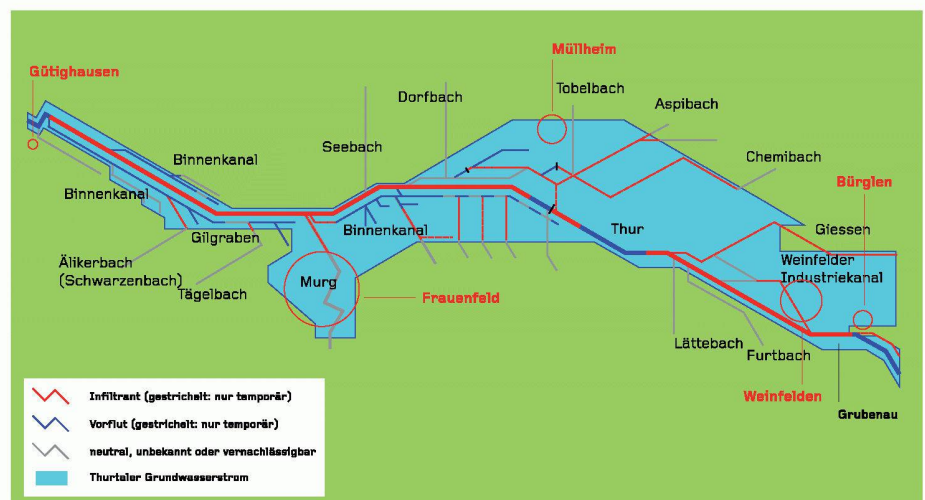 Müllheim
Gütighausen
Tobelbach
Dorfbach
Aspibach
Binnenkanal
Seebach
Chemibach
Binnenkanal
Bürglen
Binnenkanal
Thur
Giessen
Gilgraben
Weinfelder
Industriekanal
Älikerbach
(Schwarzenbach)
Murg
Tägelbach
Frauenfeld
Lättebach
Furtbach
Weinfelden
Grubenau
Infiltrant (gestrichelt: nur temporär)
Vorflut (gestrichelt: nur temporär)
neutral, unbekannt oder vernachlässigbar
Thurtaler Grundwasserstrom